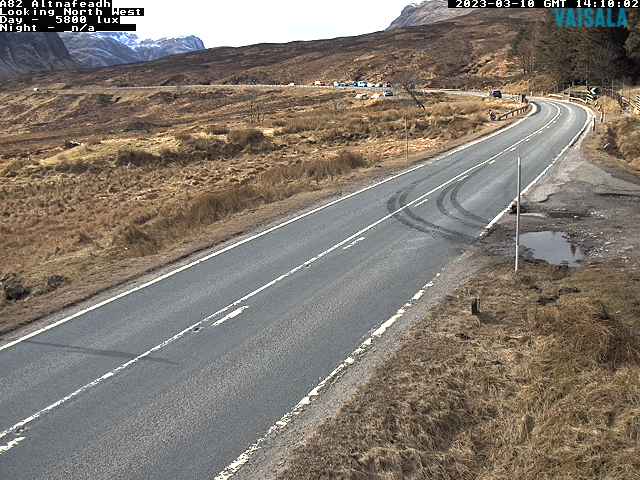 A82 Altnafeadh
Looking North West
Day - 5800 lux
Night - n/a
2023-03-10 GMT 14:10:02
VAISALA